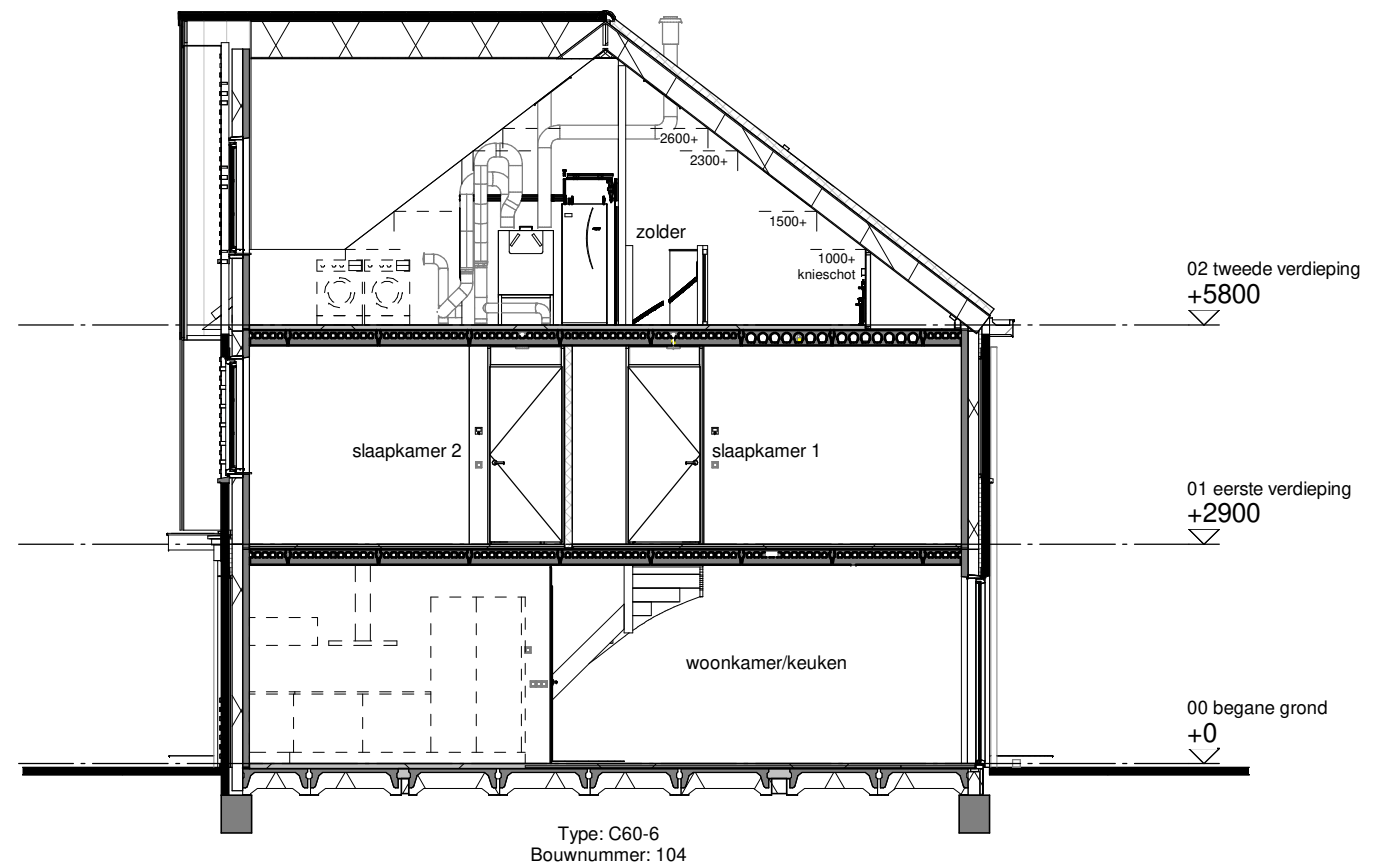 2600+
2300+
1500+
zolder
1000+
knieschot
02 tweede verdieping
+5800
slaapkamer 2
slaapkamer 1
01 eerste verdieping
+2900
woonkamer/keuken
00 begane grond
+0
Type: C60-6
Bouwnummer: 104